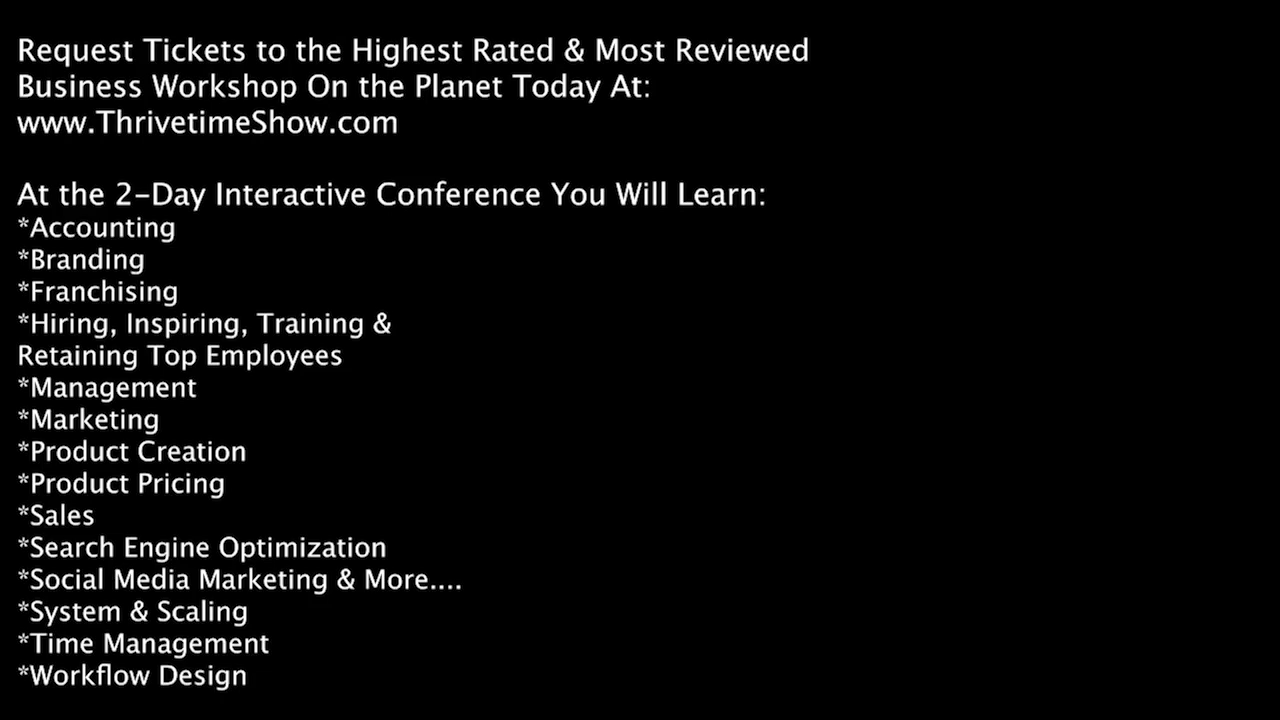 Request Tickets to the Highest Rated & Most Reviewed
Business Workshop On the Planet Today At:
www.ThrivetimeShow.com
At the 2-Day Interactive Conference You Will Learn:
*Accounting
*Branding
*Franchising
*Hiring, Inspiring, Training &
Retaining Top Employees
*Management
*Marketing
*Product Creation
*Product Pricing
*Sales
*Search Engine Optimization
*Social Media Marketing & More....
*System & Scaling
*Time Management
*Workflow Design